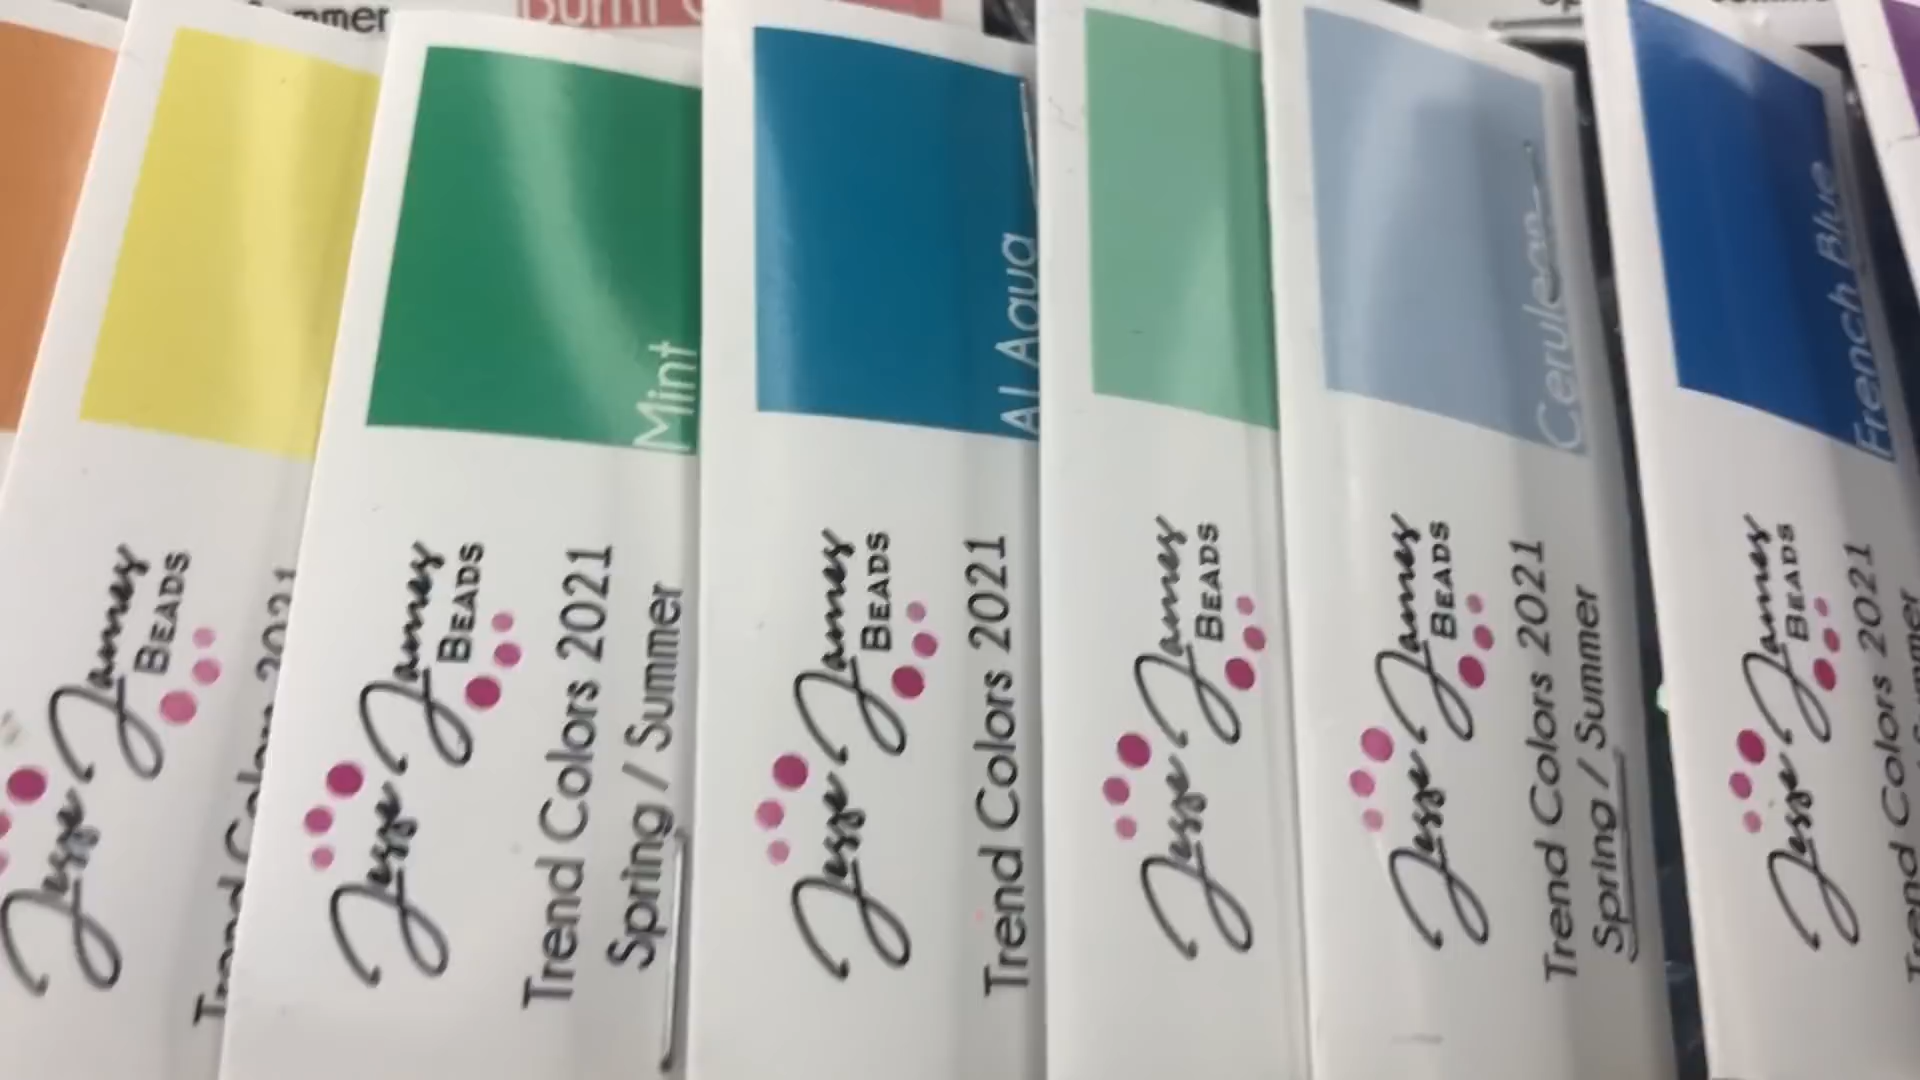 mmer
Burnt
Jesse James
BEADS
Trend Colors 2021
Mint
Jesse James
BEADS
Trend Colors 2021
Spring / Summer
Al Aqua
Jesse James
BEADS
Trend Colors 2021
Jesse James
BEADS
Cerulean
Jesse James
BEADS
Trend Colors 2021
Spring / Summer
French Blue
Jesse James
BEADS
Trend Colors 2021